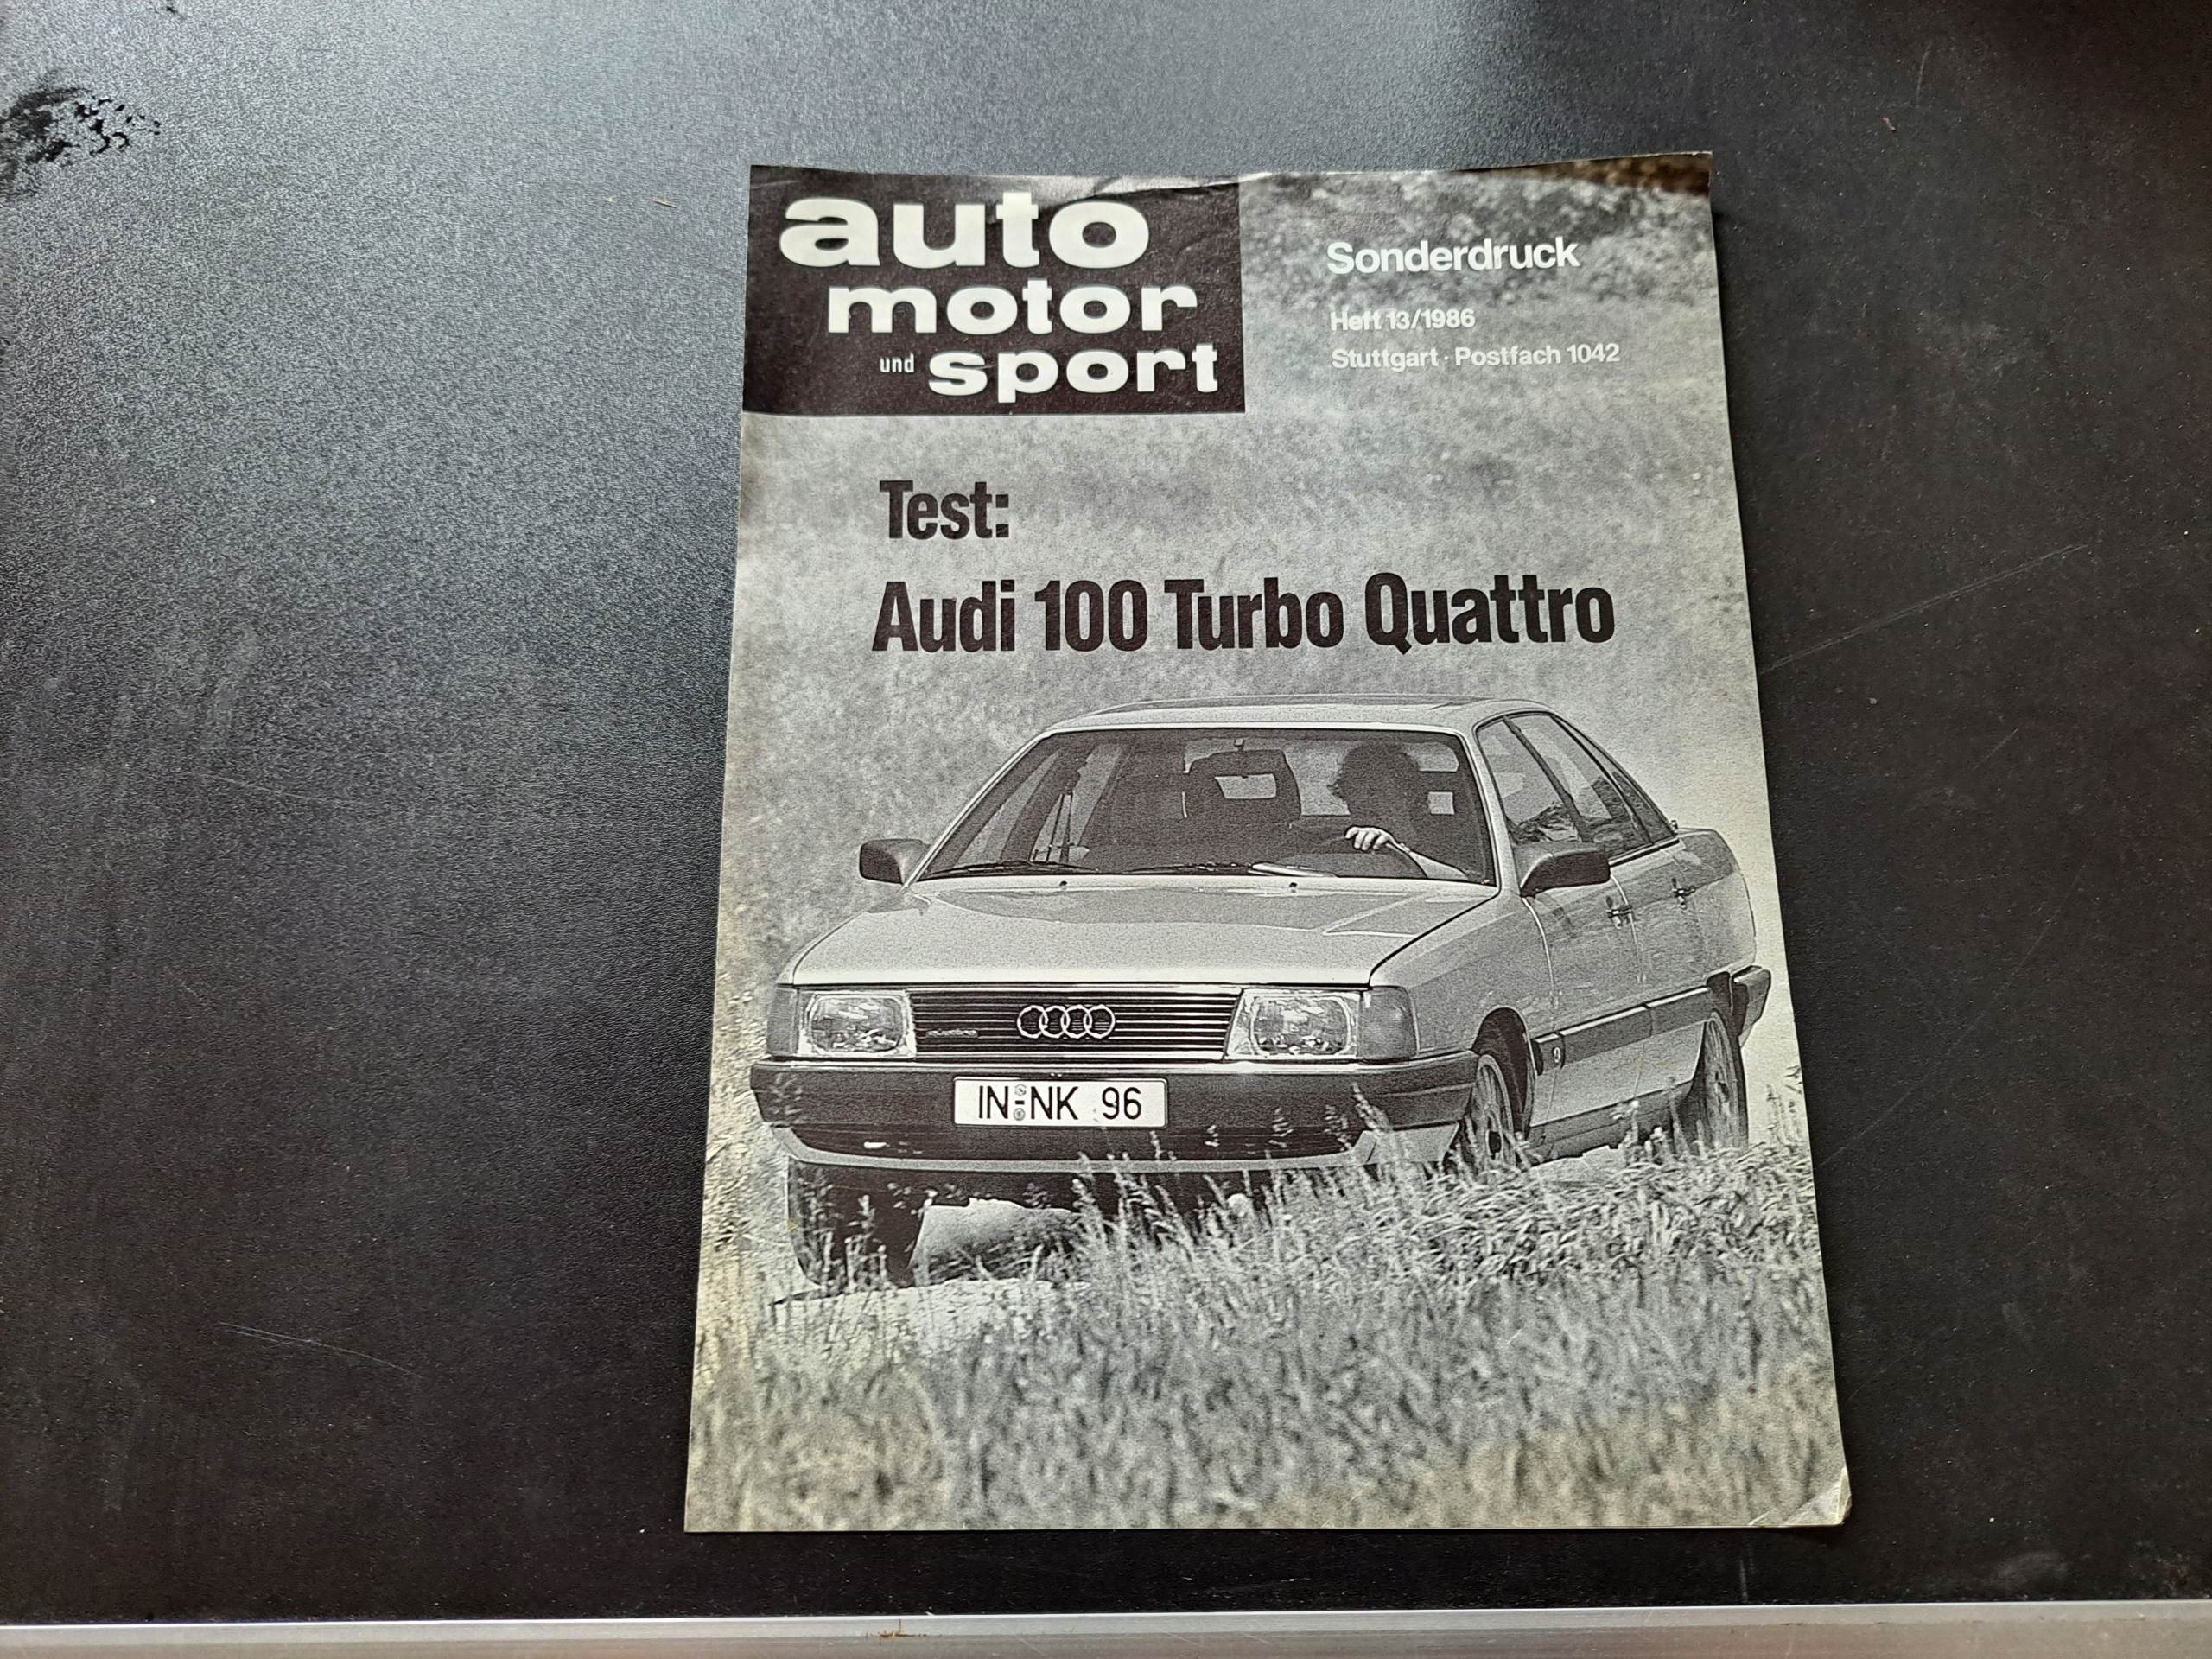 auto
motor
und sport
Sonderdruck
Heft 13/1986
Stuttgart · Postfach 1042
Test:
Audi 100 Turbo Quattro
quattro
IN-NK 96